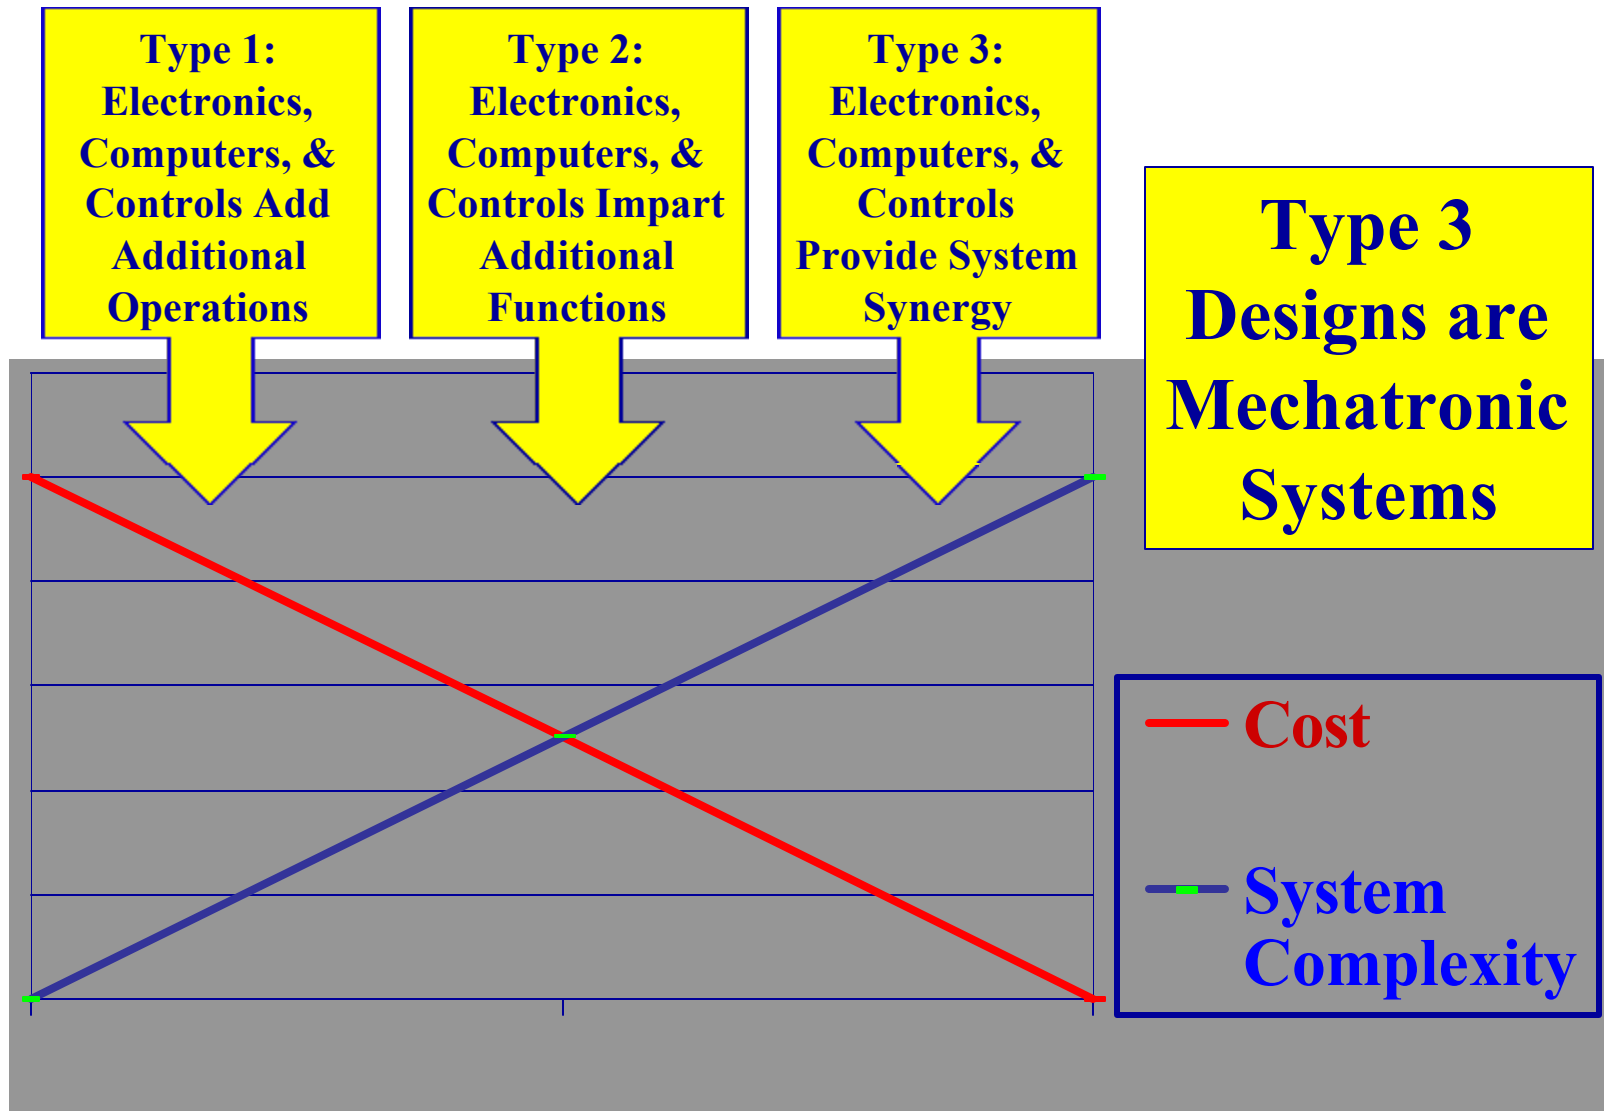 Type 1:
Electronics,
Computers, &
Controls Add
Additional
Operations
Type 2:
Electronics,
Computers, &
Controls Impart
Additional
Functions
Type 3:
Electronics,
Computers, &
Controls
Provide System
Synergy
Type 3
Designs are
Mechatronic
Systems
Cost
System
Complexity